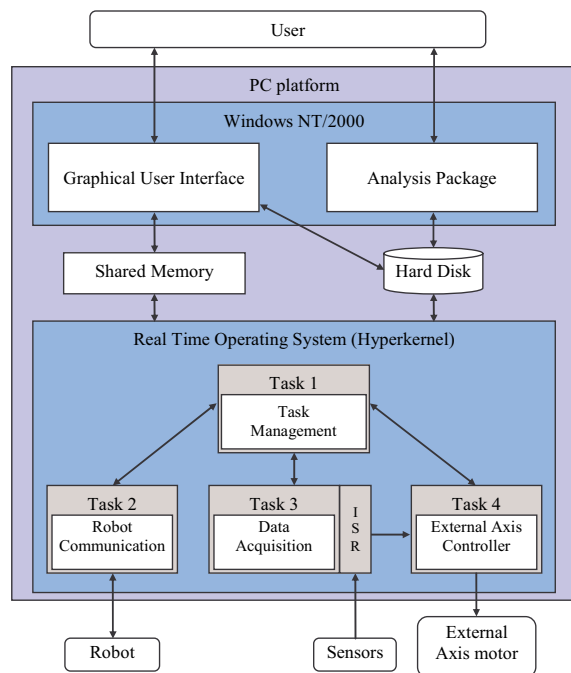 User
PC platform
Windows NT/2000
Graphical User Interface
Analysis Package
Shared Memory
Hard Disk
Real Time Operating System (Hyperkernel)
Task 1
Task
Management
Task 2
Robot
Communication
Task 3
Data
Acquisition
I
S
R
Task 4
External Axis
Controller
Robot
Sensors
External
Axis motor